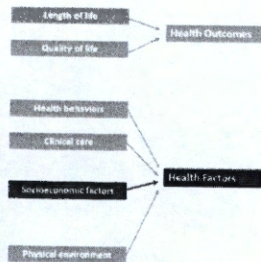 Length of life
Health Outcomes
Quality of life
Health behaviors
Clinical care
Health Factors
Socioeconomic factors
Physical environment